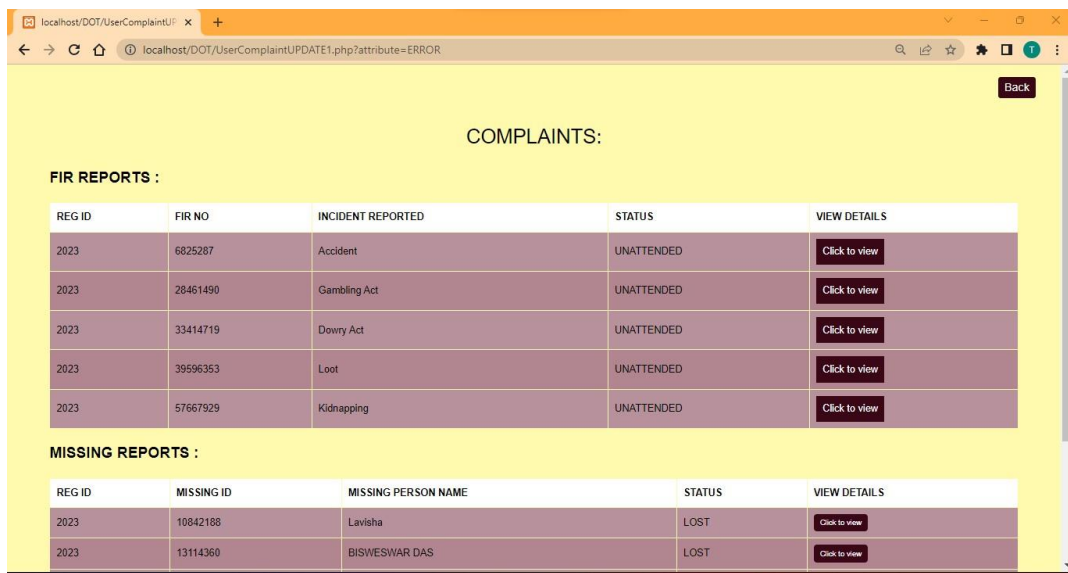 localhost/DOT/UserComplaintUP
localhost/DOT/UserComplaintUPDATE1.php?attribute=ERROR
T
Back
COMPLAINTS:
FIR REPORTS :
REG ID FIR NO INCIDENT REPORTED STATUS VIEW DETAILS
2023 6825287 Accident UNATTENDED Click to view
2023 28461490 Gambling Act UNATTENDED Click to view
2023 33414719 Dowry Act UNATTENDED Click to view
2023 39596353 Loot UNATTENDED Click to view
2023 57667929 Kidnapping UNATTENDED Click to view
MISSING REPORTS :
REG ID MISSING ID MISSING PERSON NAME STATUS VIEW DETAILS
2023 10842188 Lavisha LOST Click to view
2023 13114360 BISWESWAR DAS LOST Click to view